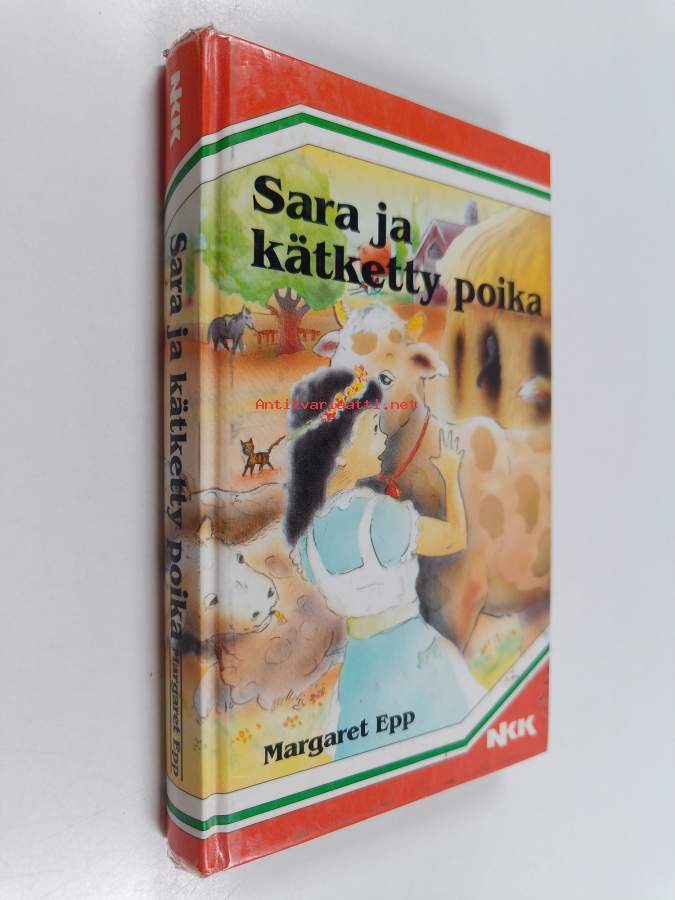 NKK
Sara ja kätketty poika
Margaret Epp
Sara ja
kätketty poika
Antikvariaatti.net
Margaret Epp
NKK